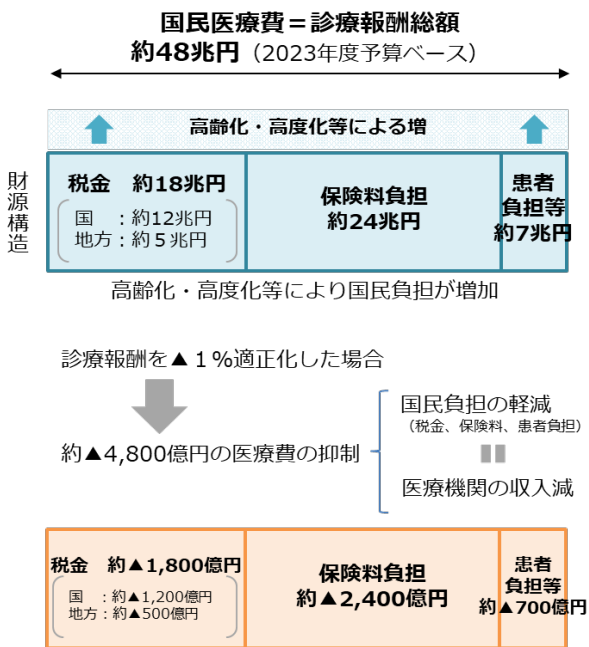 国民医療費＝診療報酬総額
約48兆円（2023年度予算ベース）
高齢化・高度化等による増
財源構造
税金　約18兆円
国　：約12兆円
地方：約５兆円
保険料負担
約24兆円
患者
負担等
約7兆円
高齢化・高度化等により国民負担が増加
診療報酬を▲１％適正化した場合
約▲4,800億円の医療費の抑制
国民負担の軽減
（税金、保険料、患者負担）
医療機関の収入減
税金　約▲1,800億円
国　：約▲1,200億円
地方：約▲500億円
保険料負担
約▲2,400億円
患者
負担等
約▲700億円